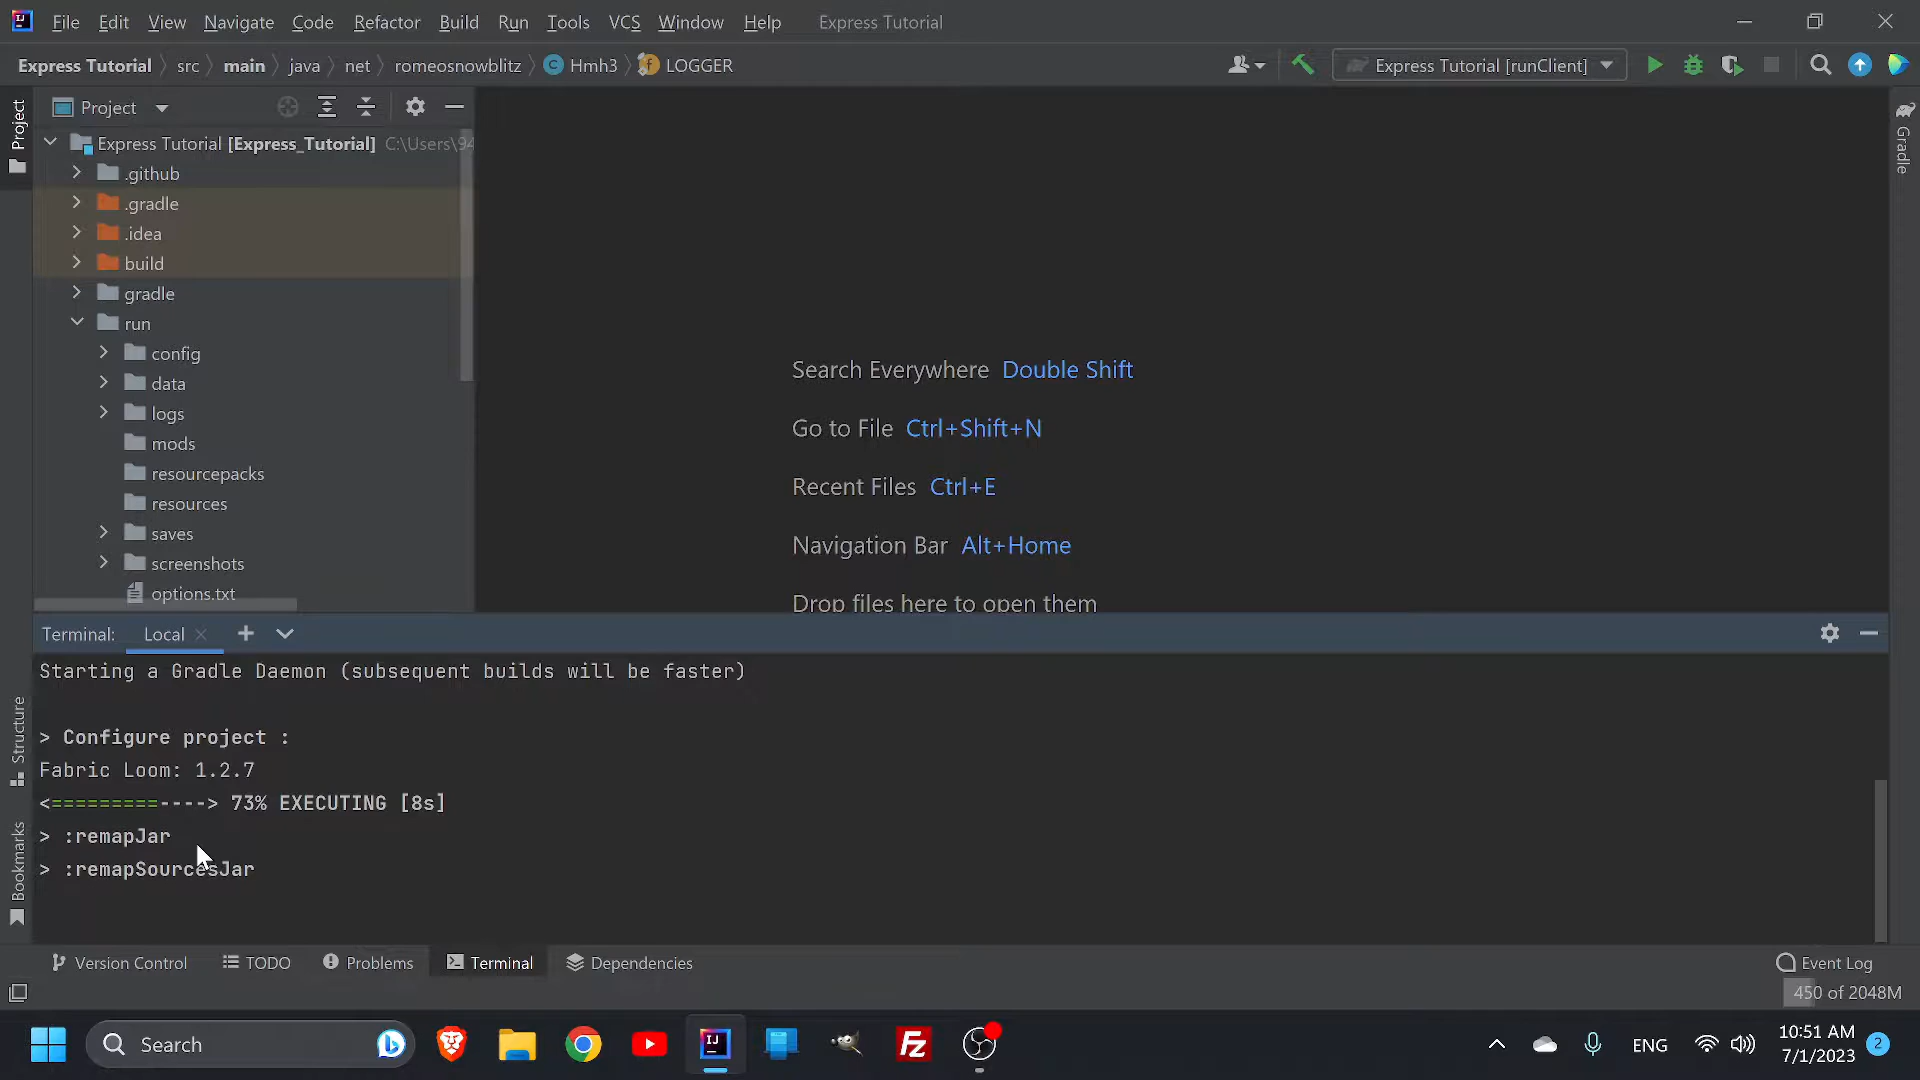 File Edit View Navigate Code Refactor Build Run Tools VCS Window Help Express Tutorial
Express Tutorial src main java net romeosnowblitz Hmh3 LOGGER
Express Tutorial [runClient]
Project
Project
Express Tutorial [Express_Tutorial] C:\Users\94
.github
.gradle
.idea
build
gradle
run
config
data
logs
mods
resourcepacks
resources
saves
screenshots
options.txt
Search Everywhere Double Shift
Go to File Ctrl+Shift+N
Recent Files Ctrl+E
Navigation Bar Alt+Home
Drop files here to open them
Gradle
Structure
Bookmarks
Terminal: Local
Starting a Gradle Daemon (subsequent builds will be faster)
> Configure project :
Fabric Loom: 1.2.7
<=========----> 73% EXECUTING [8s]
> :remapJar
> :remapSourcesJar
Version Control TODO Problems Terminal Dependencies
Event Log
450 of 2048M
Search
ENG
10:51 AM
7/1/2023
2